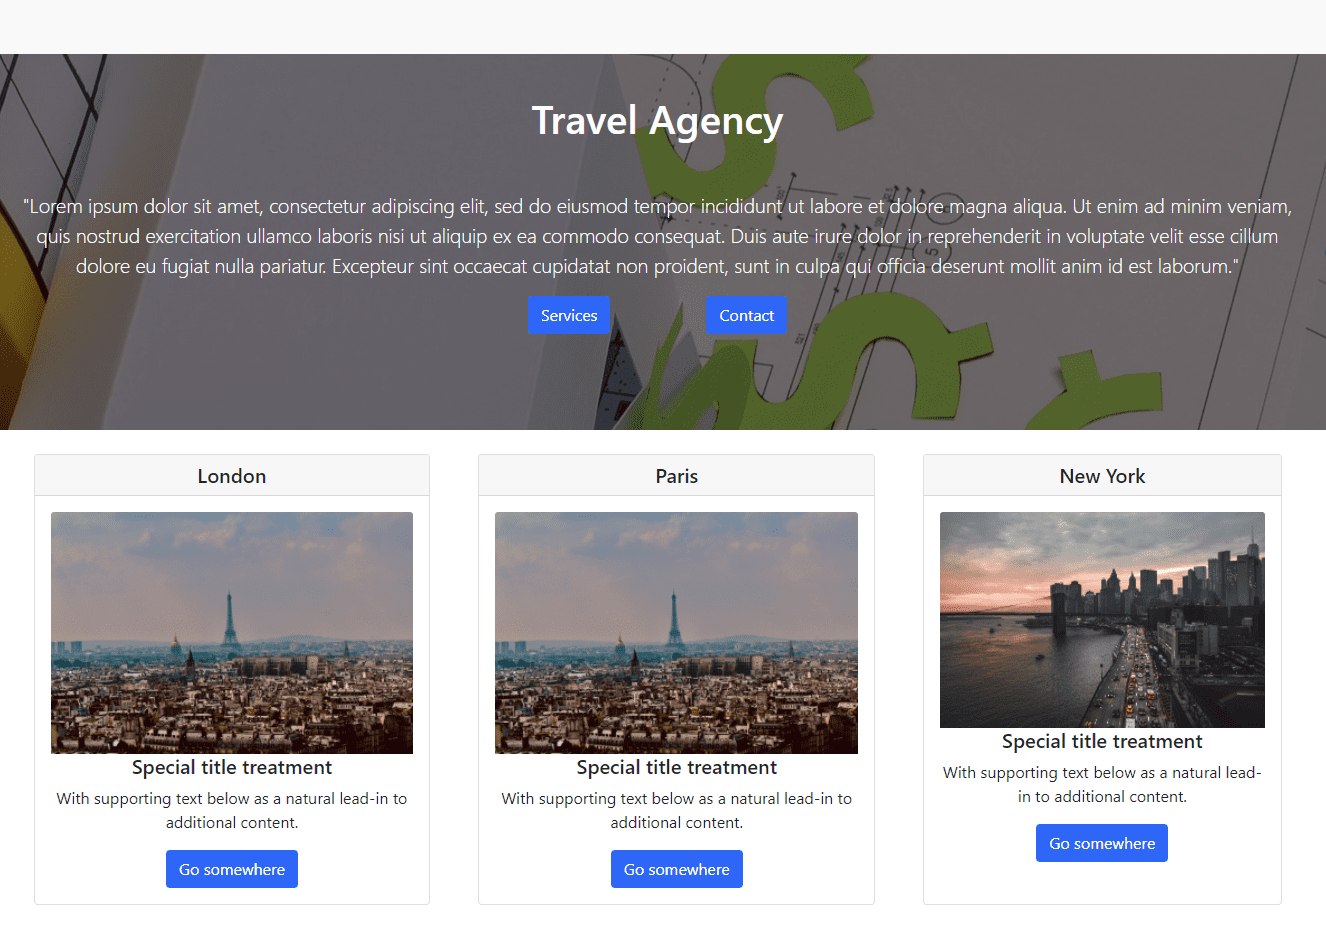 Travel Agency
"Lorem ipsum dolor sit amet, consectetur adipiscing elit, sed do eiusmod tempor incididunt ut labore et dolore magna aliqua. Ut enim ad minim veniam,
quis nostrud exercitation ullamco laboris nisi ut aliquip ex ea commodo consequat. Duis aute irure dolor in reprehenderit in voluptate velit esse cillum
dolore eu fugiat nulla pariatur. Excepteur sint occaecat cupidatat non proident, sunt in culpa qui officia deserunt mollit anim id est laborum."
Services
Contact
London
Special title treatment
With supporting text below as a natural lead-in to
additional content.
Go somewhere
Paris
Special title treatment
With supporting text below as a natural lead-in to
additional content.
Go somewhere
New York
Special title treatment
With supporting text below as a natural lead-
in to additional content.
Go somewhere